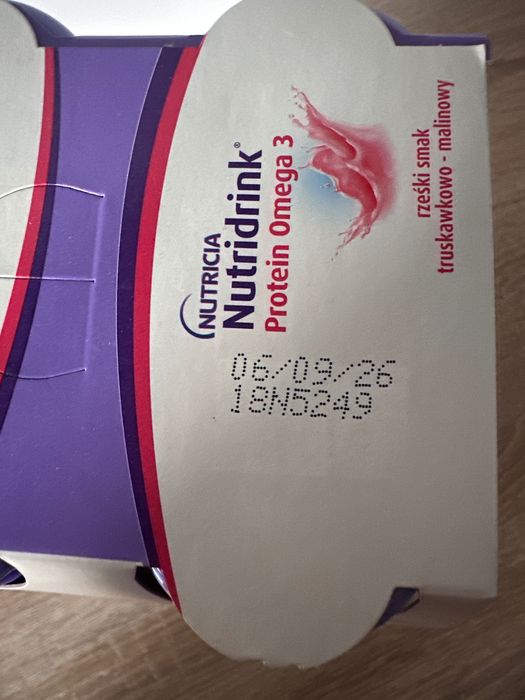 NUTRICIA
Nutridrink®
Protein Omega 3
rześki smak
truskawkowo - malinowy
06/09/26
18N5249